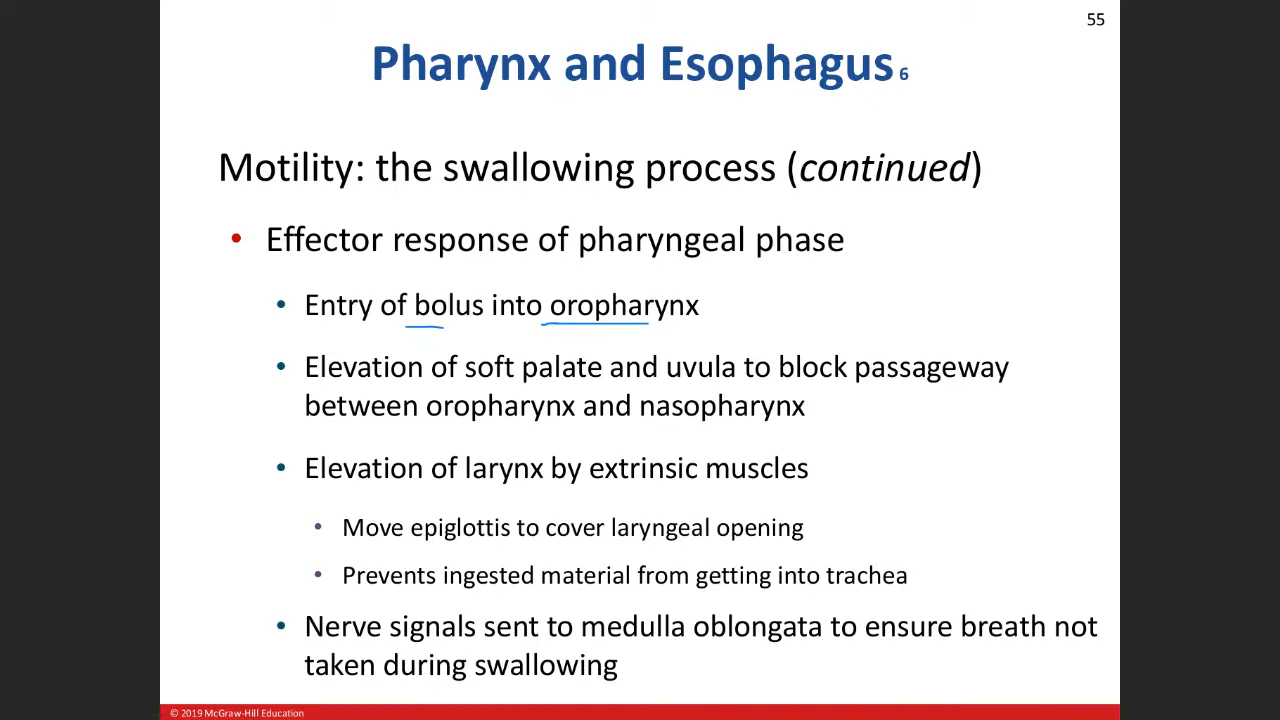 55
Pharynx and Esophagus 6
Motility: the swallowing process (continued)
• Effector response of pharyngeal phase
• Entry of bolus into oropharynx
• Elevation of soft palate and uvula to block passageway
between oropharynx and nasopharynx
• Elevation of larynx by extrinsic muscles
• Move epiglottis to cover laryngeal opening
• Prevents ingested material from getting into trachea
• Nerve signals sent to medulla oblongata to ensure breath not
taken during swallowing
© 2019 McGraw-Hill Education